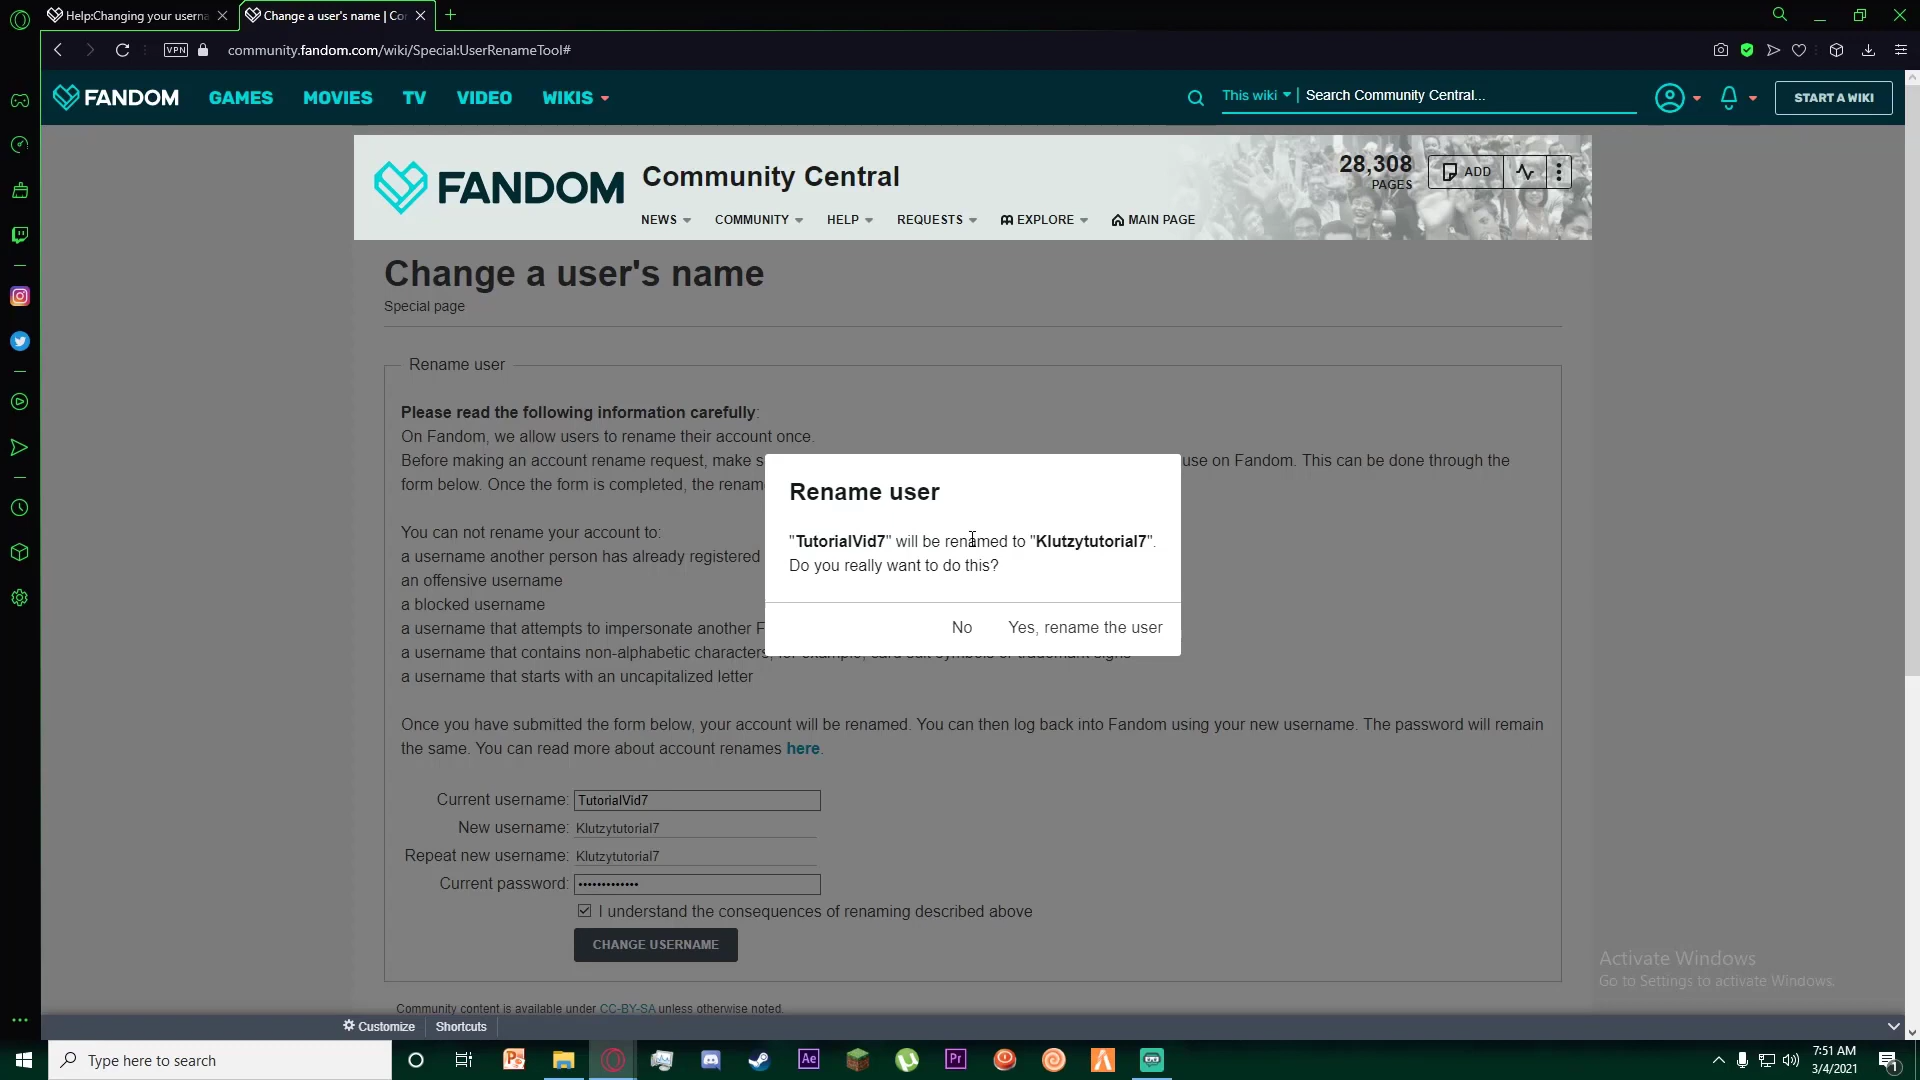 Help:Changing your userna
Change a user's name | Co
VPN
community.fandom.com/wiki/Special:UserRenameTool#
FANDOM
GAMES
MOVIES
TV
VIDEO
WIKIS
This wiki
Search Community Central...
START A WIKI
FANDOM
Community Central
28,308
PAGES
ADD
NEWS
COMMUNITY
HELP
REQUESTS
EXPLORE
MAIN PAGE
Change a user's name
Special page
Rename user
Please read the following information carefully:
On Fandom, we allow users to rename their account once.
Before making an account rename request, make s
use on Fandom. This can be done through the
form below. Once the form is completed, the renam
You can not rename your account to:
a username another person has already registered
an offensive username
a blocked username
a username that attempts to impersonate another F
a username that contains non-alphabetic characters, for example, card suit symbols or trademark signs
a username that starts with an uncapitalized letter
Rename user
"TutorialVid7" will be renamed to "Klutzytutorial7".
Do you really want to do this?
No
Yes, rename the user
Once you have submitted the form below, your account will be renamed. You can then log back into Fandom using your new username. The password will remain
the same. You can read more about account renames here.
Current username: TutorialVid7
New username: Klutzytutorial7
Repeat new username: Klutzytutorial7
Current password: •••••••••••••
I understand the consequences of renaming described above
CHANGE USERNAME
Activate Windows
Go to Settings to activate Windows.
Community content is available under CC-BY-SA unless otherwise noted.
Customize
Shortcuts
Type here to search
Ae
Pr
7:51 AM
3/4/2021
1